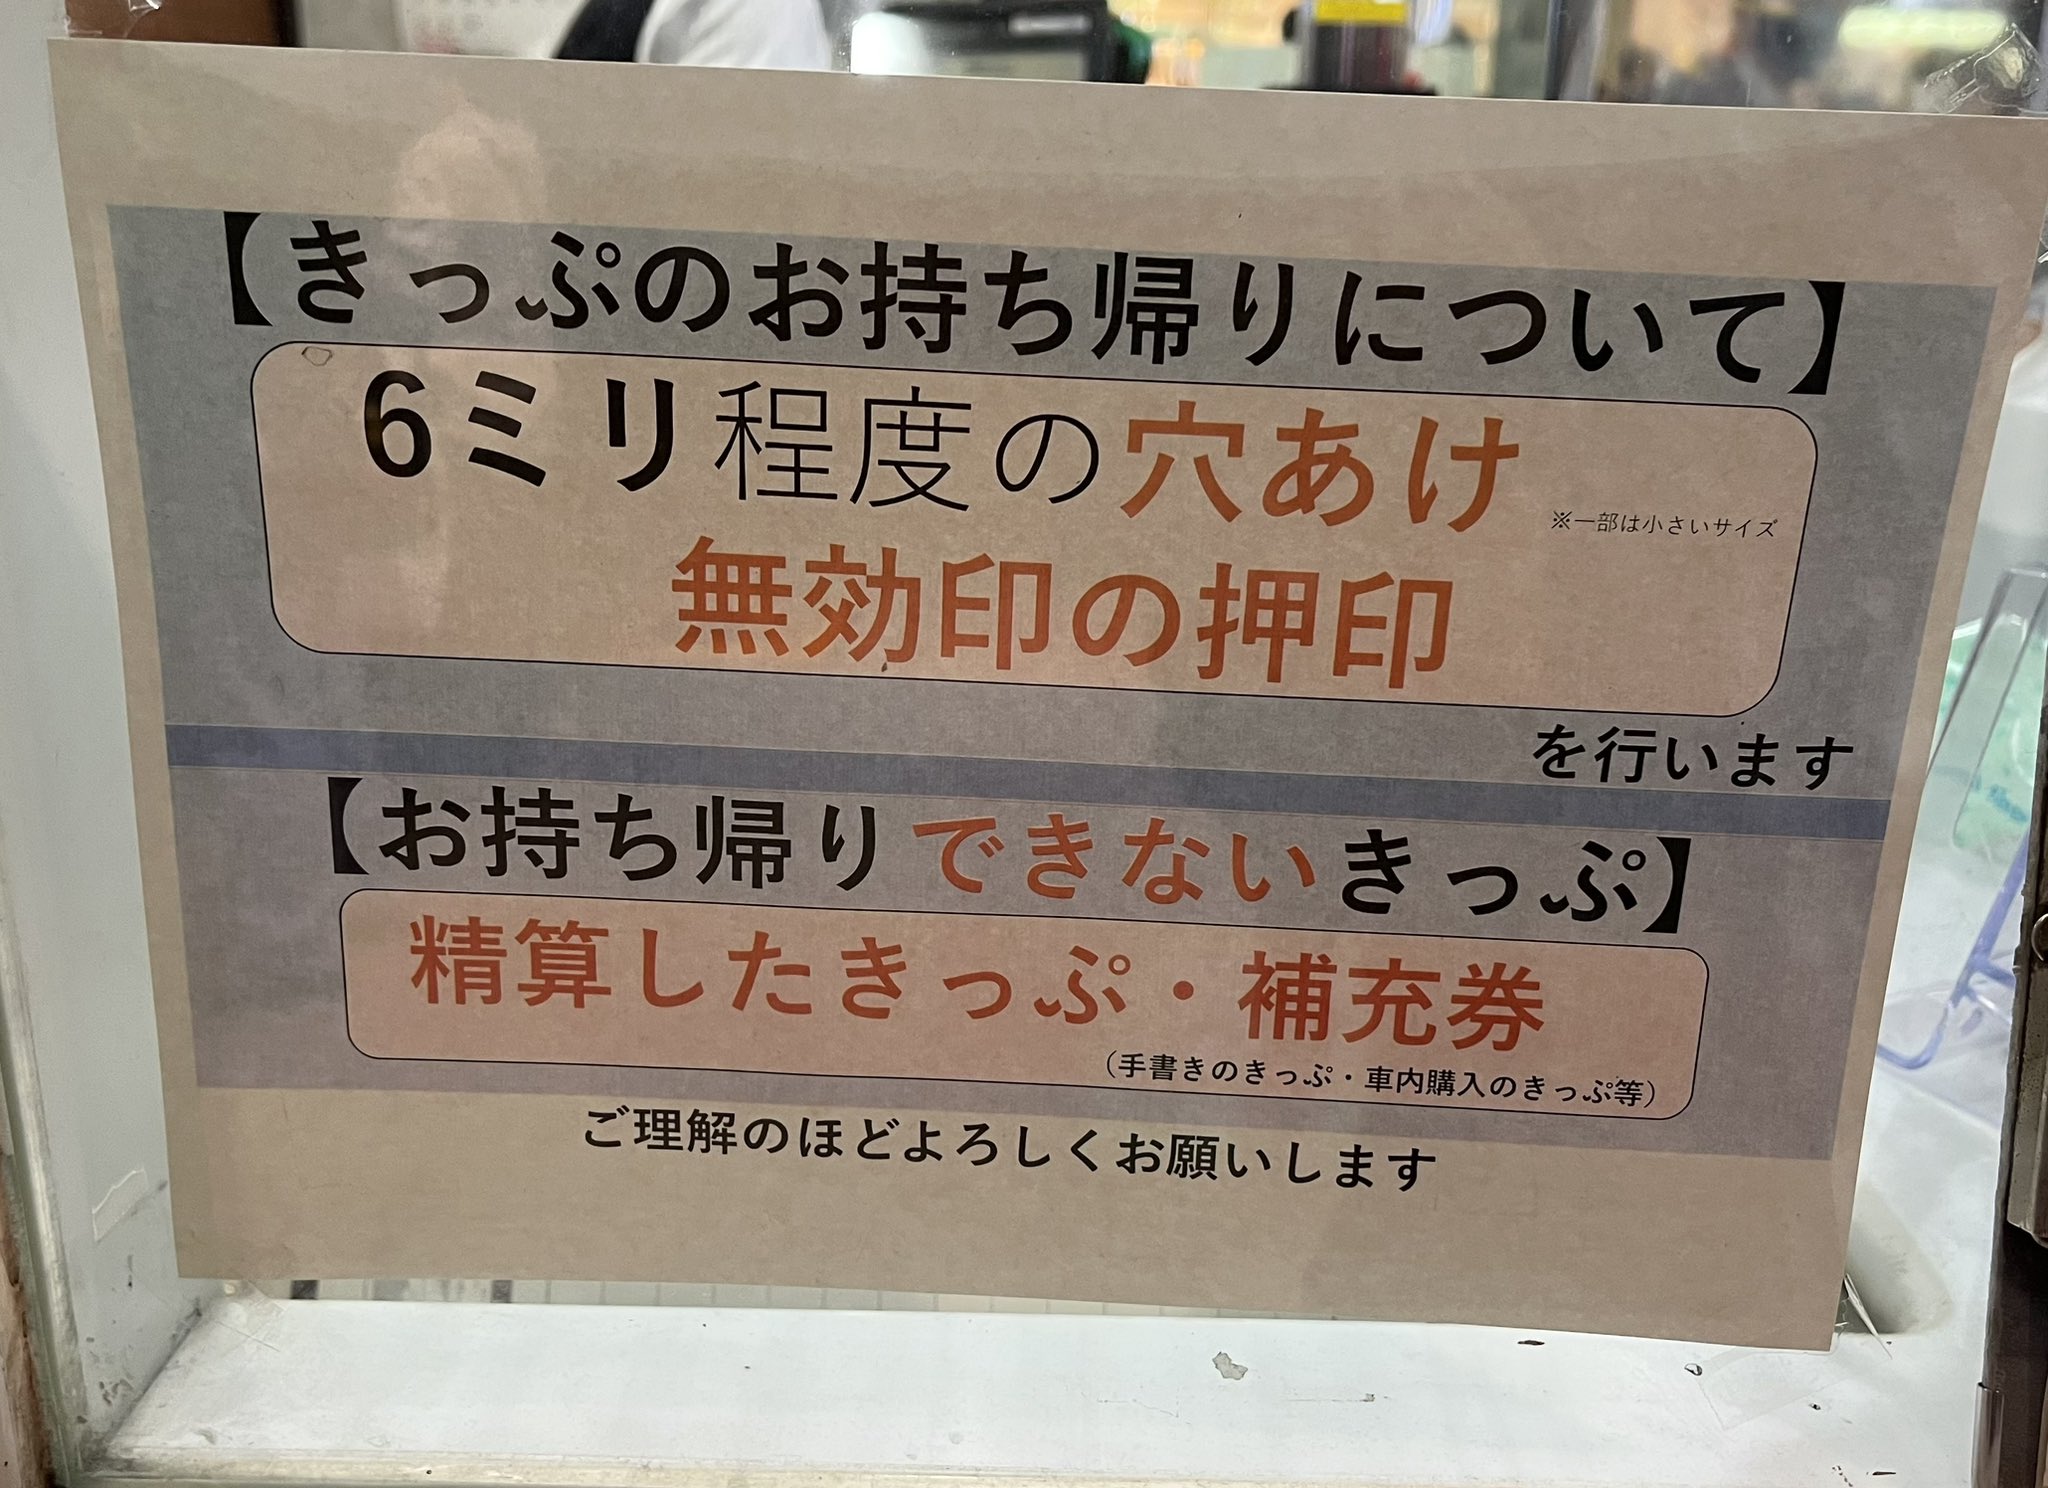 【きっぷのお持ち帰りについて】
6ミリ程度の穴あけ
※一部は小さいサイズ
無効印の押印
を行います
【お持ち帰りできないきっぷ】
精算したきっぷ・補充券
(手書きのきっぷ・車内購入のきっぷ等)
ご理解のほどよろしくお願いします